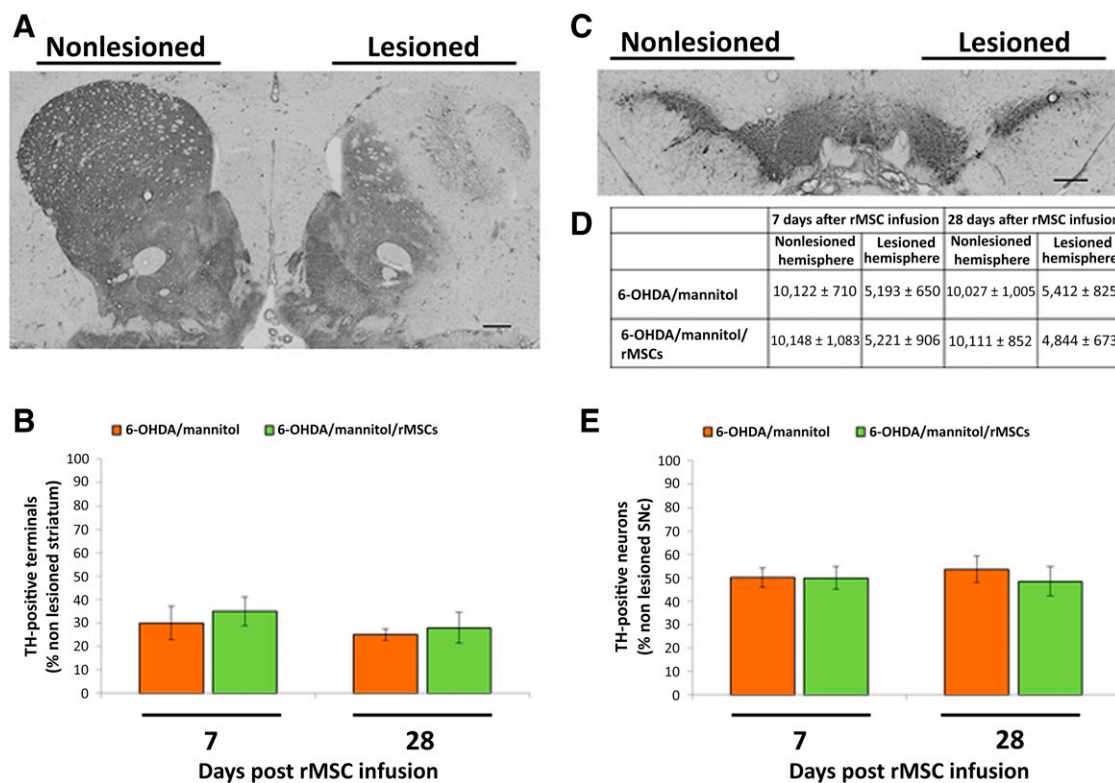 A
Nonlesioned Lesioned
C
Nonlesioned Lesioned
D
7 days after rMSC infusion 28 days after rMSC infusion
Nonlesioned hemisphere Lesioned hemisphere Nonlesioned hemisphere Lesioned hemisphere
6-OHDA/mannitol 10,122 ± 710 5,193 ± 650 10,027 ± 1,005 5,412 ± 825
6-OHDA/mannitol/rMSCs 10,148 ± 1,083 5,221 ± 906 10,111 ± 852 4,844 ± 673
B
6-OHDA/mannitol 6-OHDA/mannitol/rMSCs
TH-positive terminals
(% non lesioned striatum)
100
90
80
70
60
50
40
30
20
10
0
7 28
Days post rMSC infusion
E
6-OHDA/mannitol 6-OHDA/mannitol/rMSCs
TH-positive neurons
(% non lesioned SNc)
100
90
80
70
60
50
40
30
20
10
0
7 28
Days post rMSC infusion